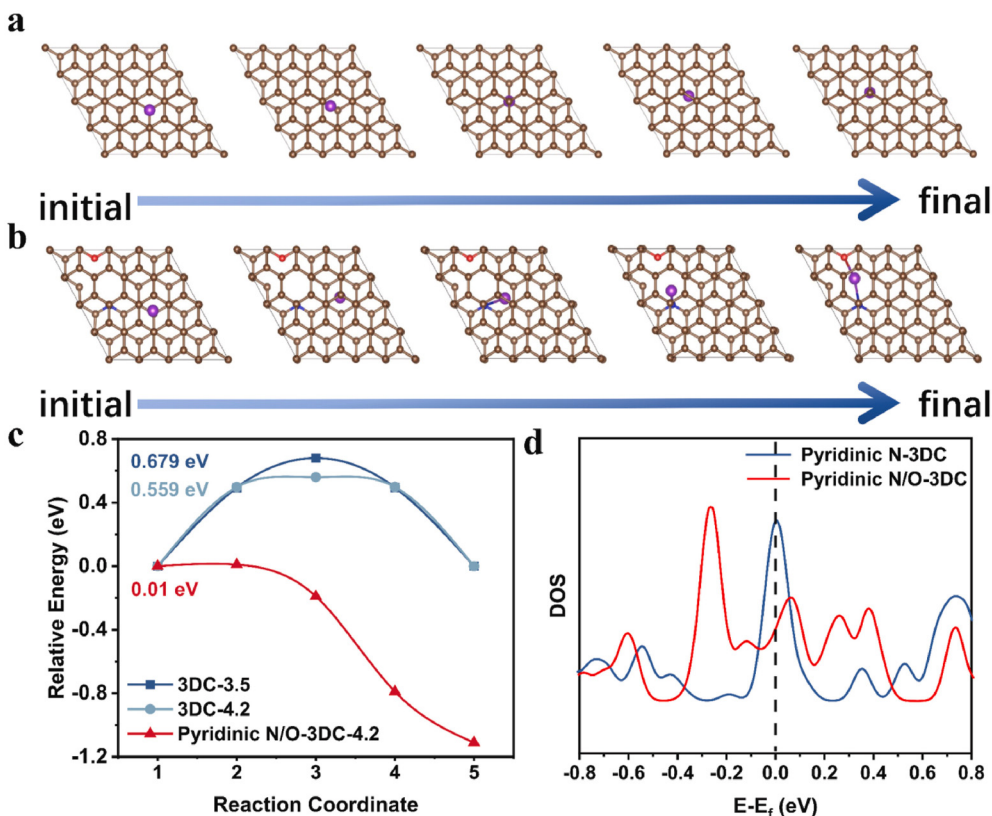 a
initial
final
b
initial
final
c
0.679 eV
0.559 eV
0.01 eV
3DC-3.5
3DC-4.2
Pyridinic N/O-3DC-4.2
Relative Energy (eV)
0.8
0.4
0.0
-0.4
-0.8
-1.2
1 2 3 4 5
Reaction Coordinate
d
Pyridinic N-3DC
Pyridinic N/O-3DC
DOS
-0.8 -0.6 -0.4 -0.2 0.0 0.2 0.4 0.6 0.8
E-Ef (eV)